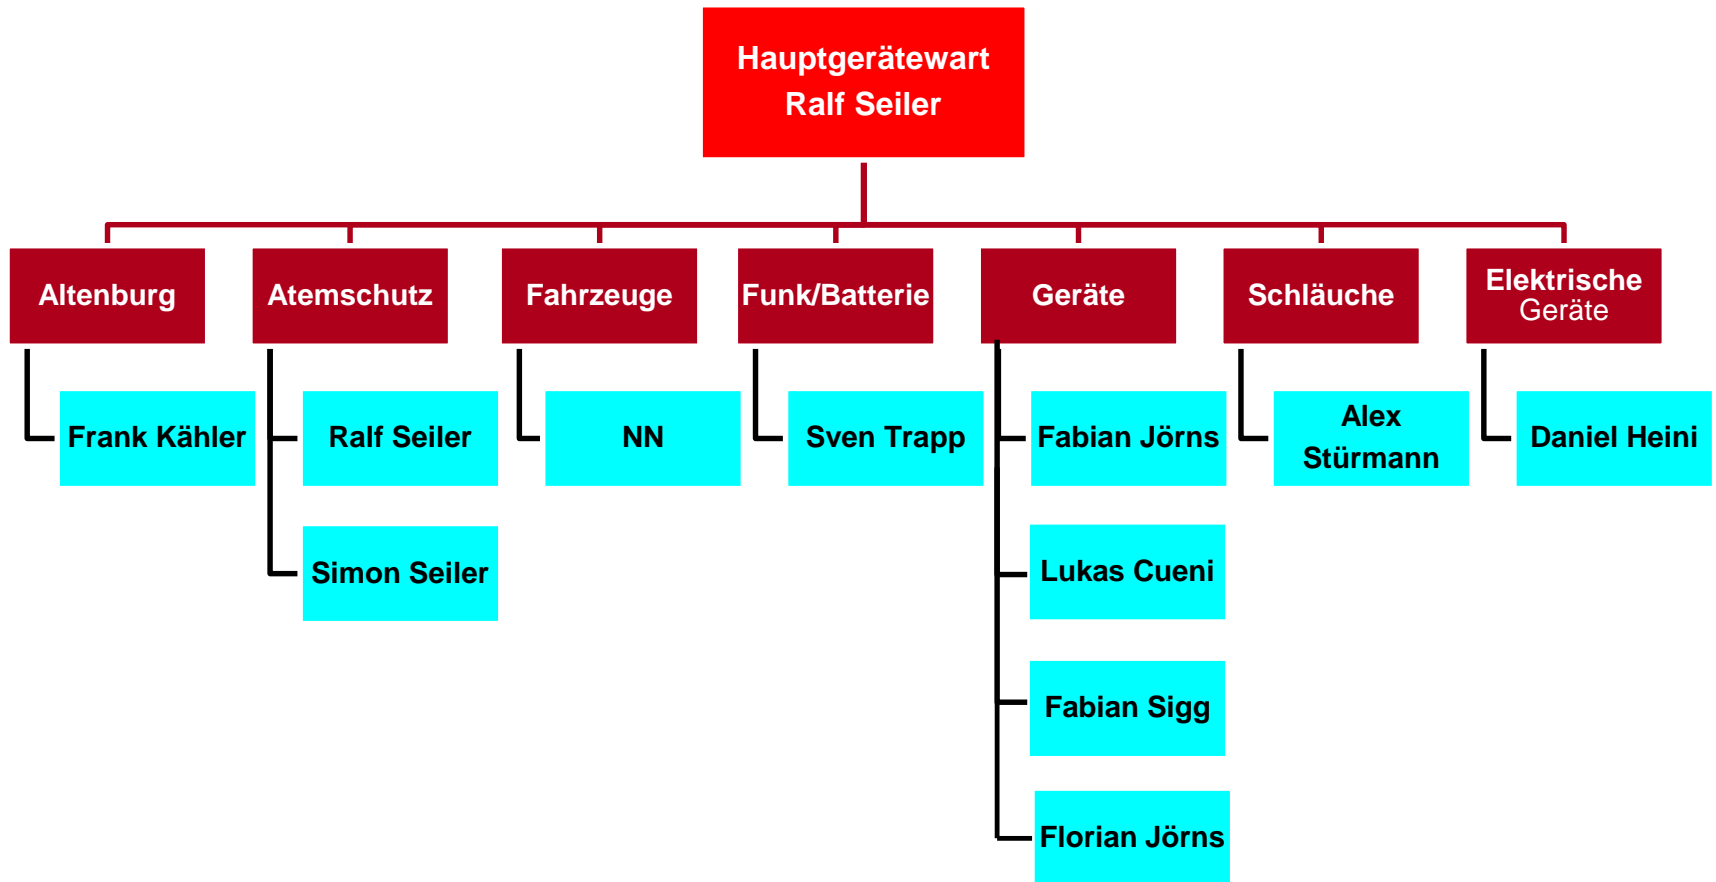 Hauptgerätewart
Ralf Seiler
Altenburg
Atemschutz
Fahrzeuge
Funk/Batterie
Geräte
Schläuche
Elektrische
Geräte
Frank Kähler
Ralf Seiler
NN
Sven Trapp
Fabian Jörns
Alex
Stürmann
Daniel Heini
Simon Seiler
Lukas Cueni
Fabian Sigg
Florian Jörns